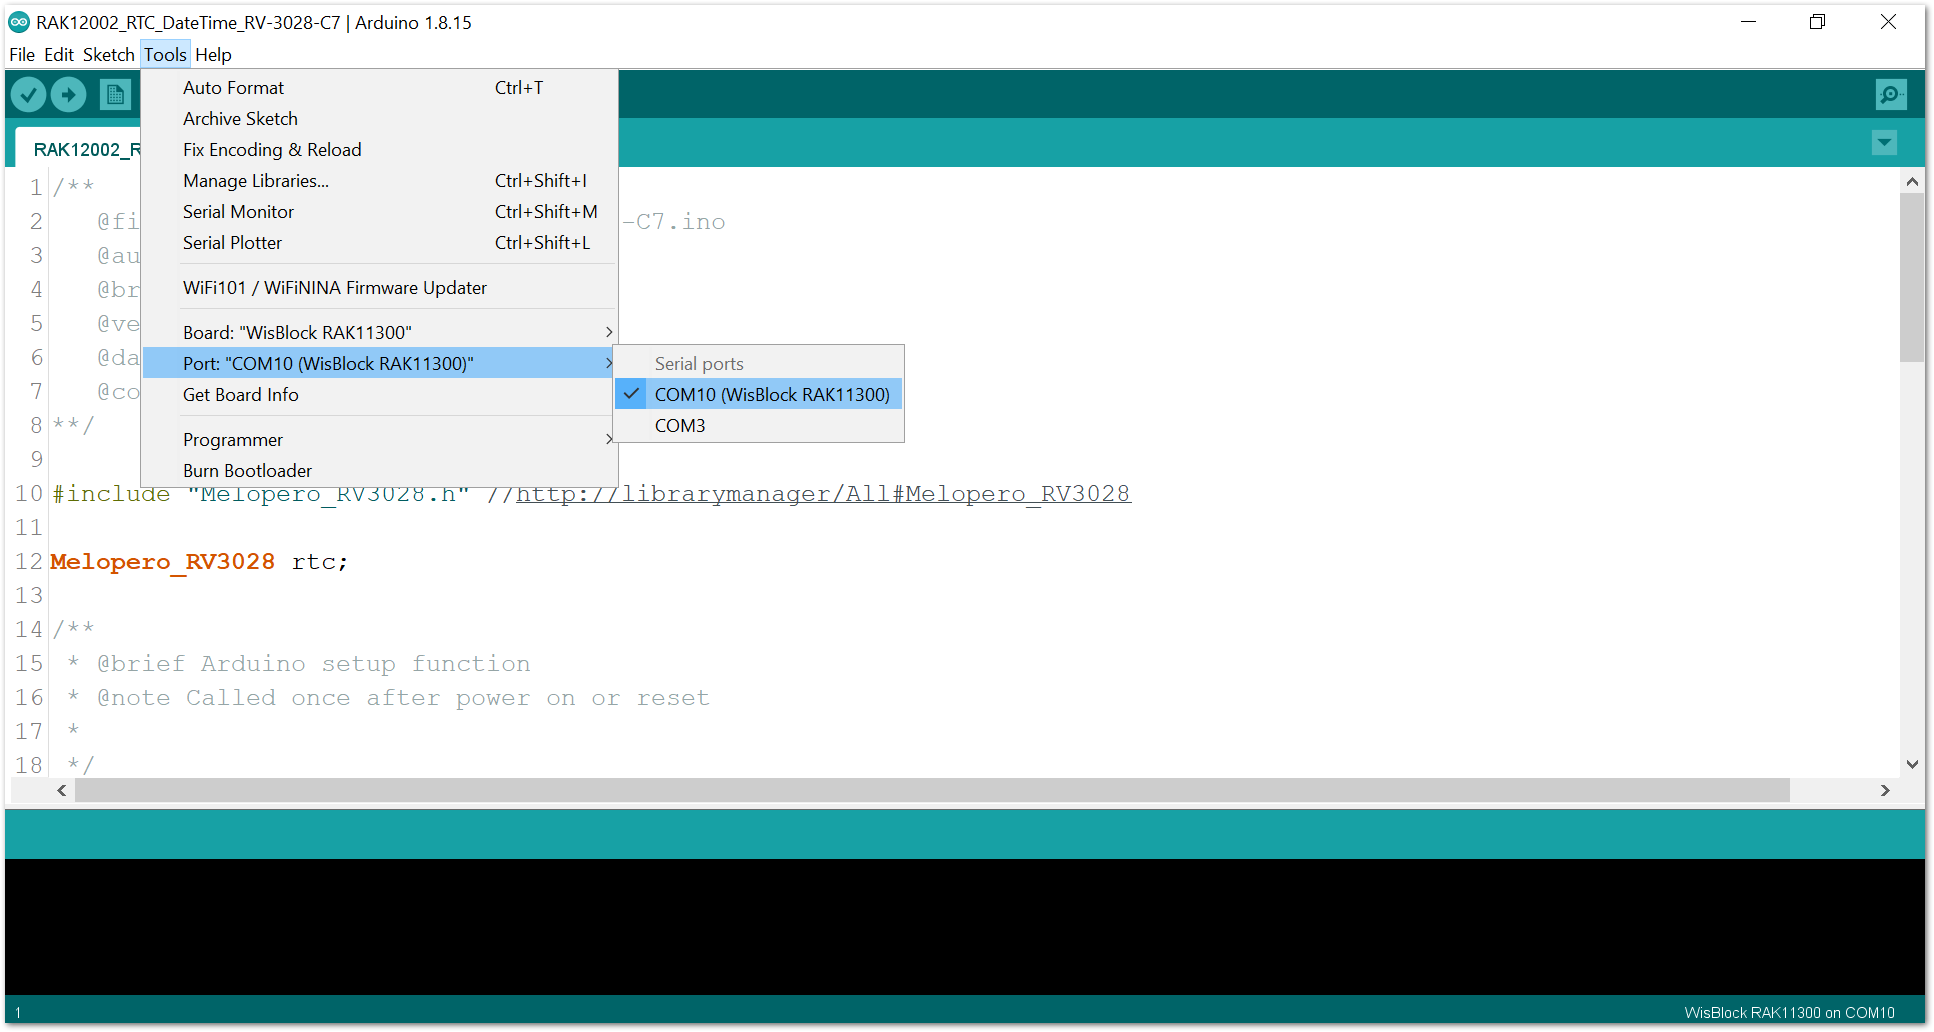 RAK12002_RTC_DateTime_RV-3028-C7 | Arduino 1.8.15
File Edit Sketch Tools Help
Auto Format Ctrl+T
Archive Sketch
Fix Encoding & Reload
Manage Libraries... Ctrl+Shift+I
Serial Monitor Ctrl+Shift+M
Serial Plotter Ctrl+Shift+L
WiFi101 / WiFiNINA Firmware Updater
Board: "WisBlock RAK11300"
Port: "COM10 (WisBlock RAK11300)"
Get Board Info
Programmer
Burn Bootloader
Serial ports
COM10 (WisBlock RAK11300)
COM3
RAK12002_R
1 /**
2 @fi -C7.ino
3 @au
4 @br
5 @ve
6 @da
7 @co
8 **/
9
10 #include "Melopero_RV3028.h" //http://librarymanager/All#Melopero_RV3028
11
12 Melopero_RV3028 rtc;
13
14 /**
15 * @brief Arduino setup function
16 * @note Called once after power on or reset
17 *
18 */
1
WisBlock RAK11300 on COM10